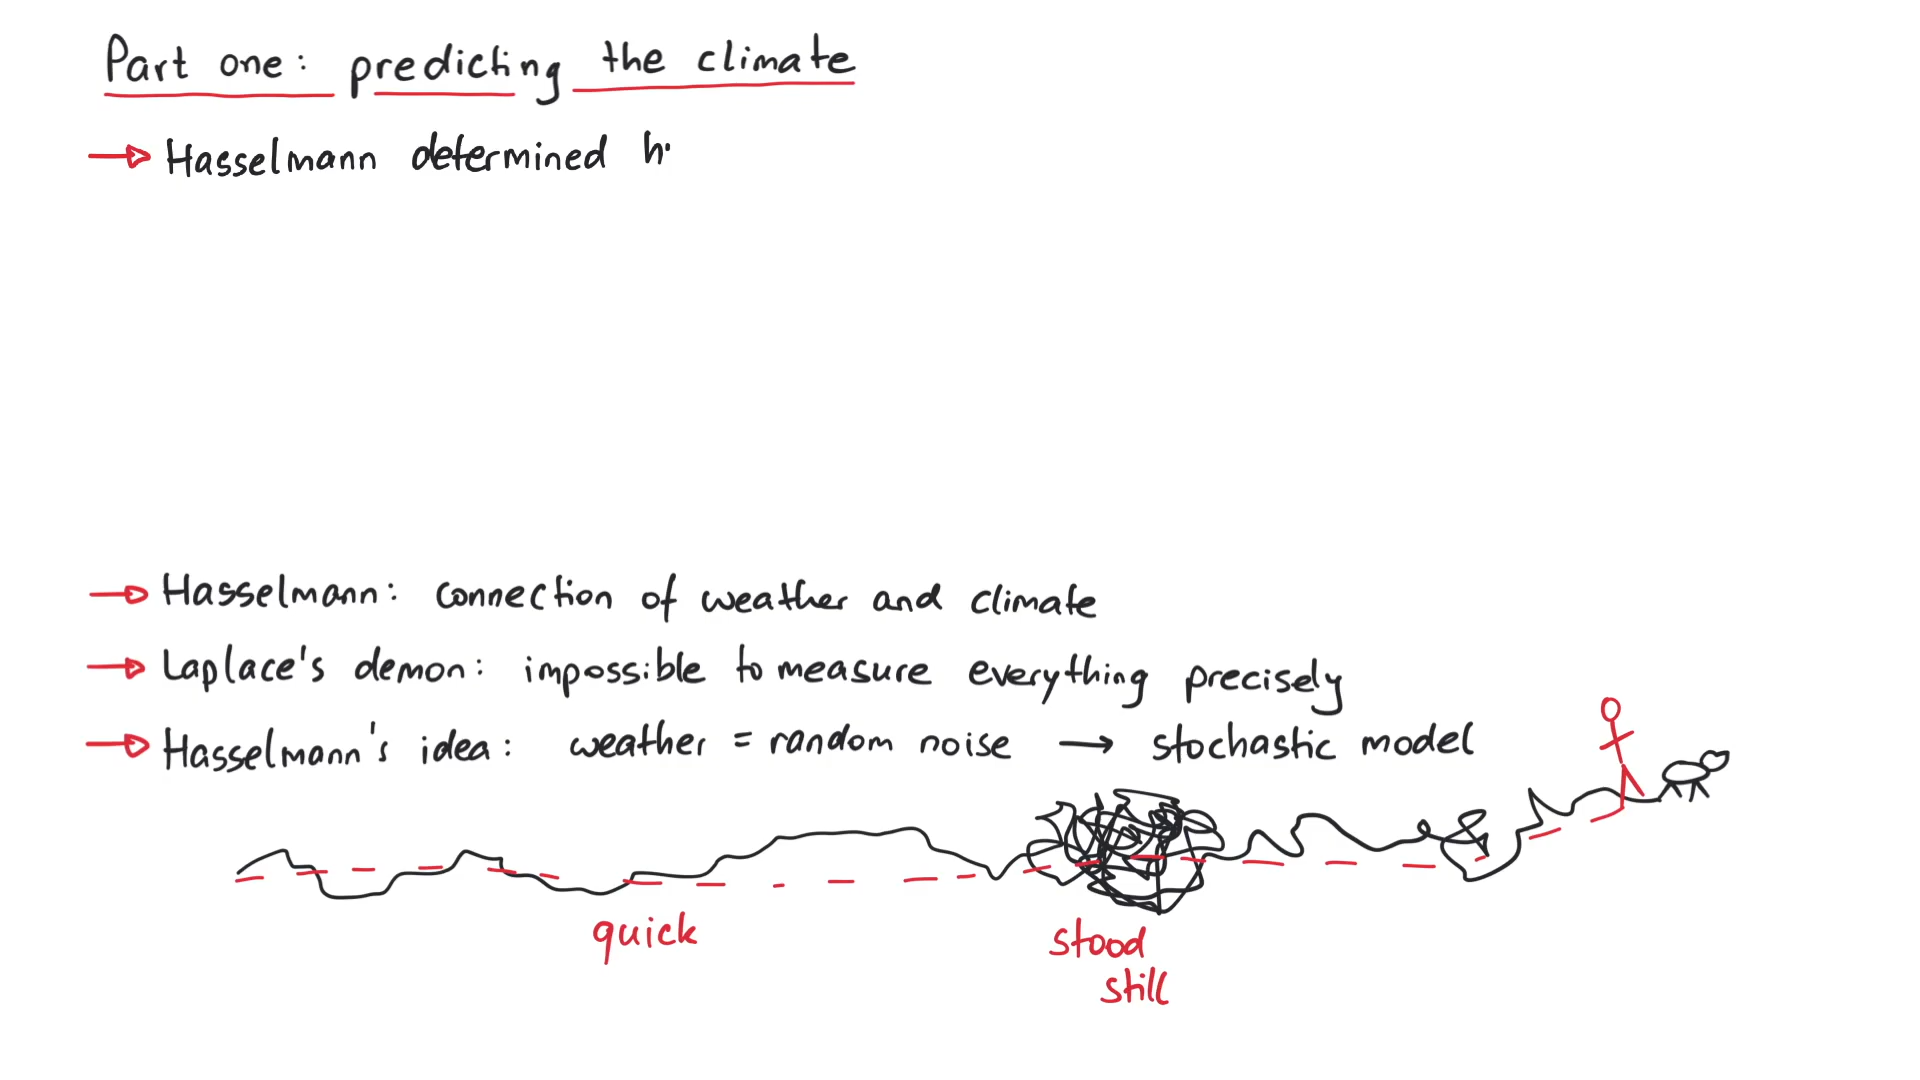 Part one: predicting the climate
Hasselmann determined h
Hasselmann: connection of weather and climate
Laplace's demon: impossible to measure everything precisely
Hasselmann's idea: weather = random noise → stochastic model
quick
stood
still